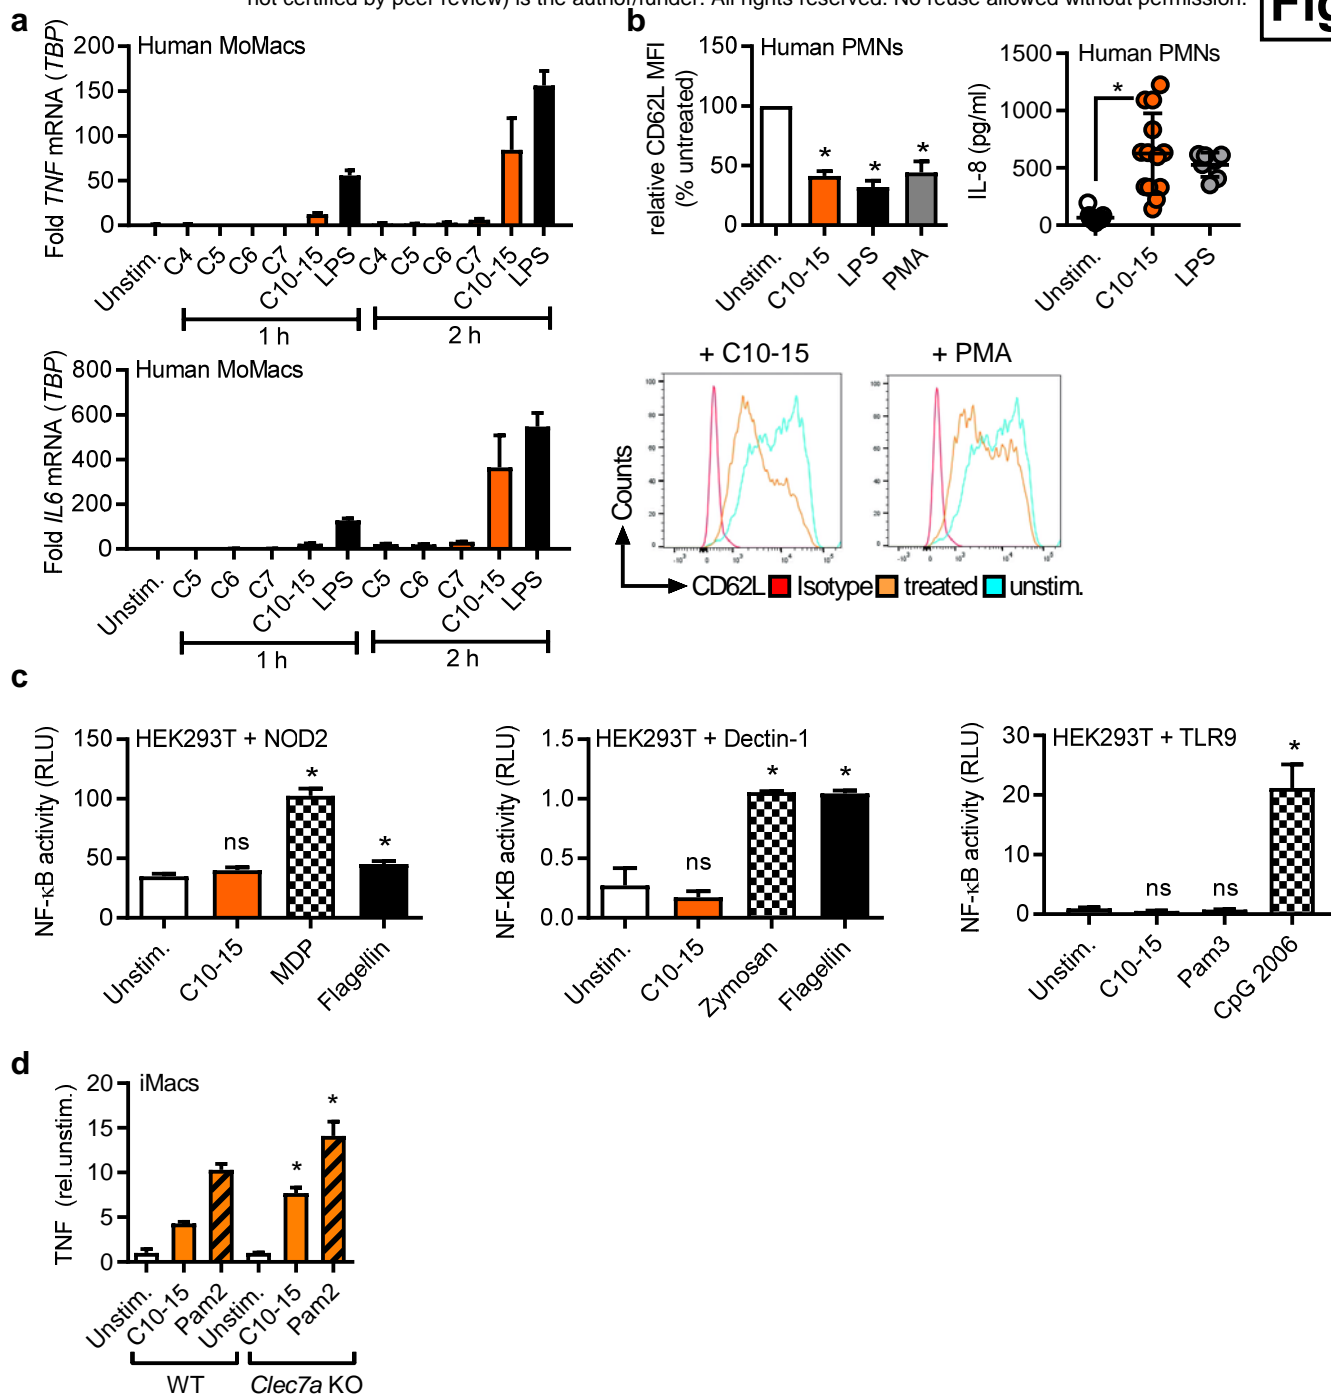 not certified by peer review) is the author/funder. All rights reserved. No reuse allowed without permission.
Fig
a
Fold TNF mRNA (TBP)
Human MoMacs
200
150
100
50
0
Unstim.
C4
C5
C6
C7
C10-15
LPS
C4
C5
C6
C7
C10-15
LPS
1 h
2 h
Fold IL6 mRNA (TBP)
Human MoMacs
800
600
400
200
0
Unstim.
C5
C6
C7
C10-15
LPS
C5
C6
C7
C10-15
LPS
1 h
2 h
b
relative CD62L MFI
(% untreated)
Human PMNs
150
100
50
0
*
*
*
Unstim.
C10-15
LPS
PMA
IL-8 (pg/ml)
Human PMNs
1500
1000
500
0
*
Unstim.
C10-15
LPS
+ C10-15
+ PMA
Counts
CD62L
Isotype
treated
unstim.
c
NF-κB activity (RLU)
HEK293T + NOD2
150
100
50
0
ns
*
*
Unstim.
C10-15
MDP
Flagellin
NF-KB activity (RLU)
HEK293T + Dectin-1
1.5
1.0
0.5
0.0
ns
*
*
Unstim.
C10-15
Zymosan
Flagellin
NF-κB activity (RLU)
HEK293T + TLR9
30
20
10
0
ns
ns
*
Unstim.
C10-15
Pam3
CpG 2006
d
TNF (rel.unstim.)
iMacs
20
15
10
5
0
*
*
Unstim.
C10-15
Pam2
Unstim.
C10-15
Pam2
WT
Clec7a KO